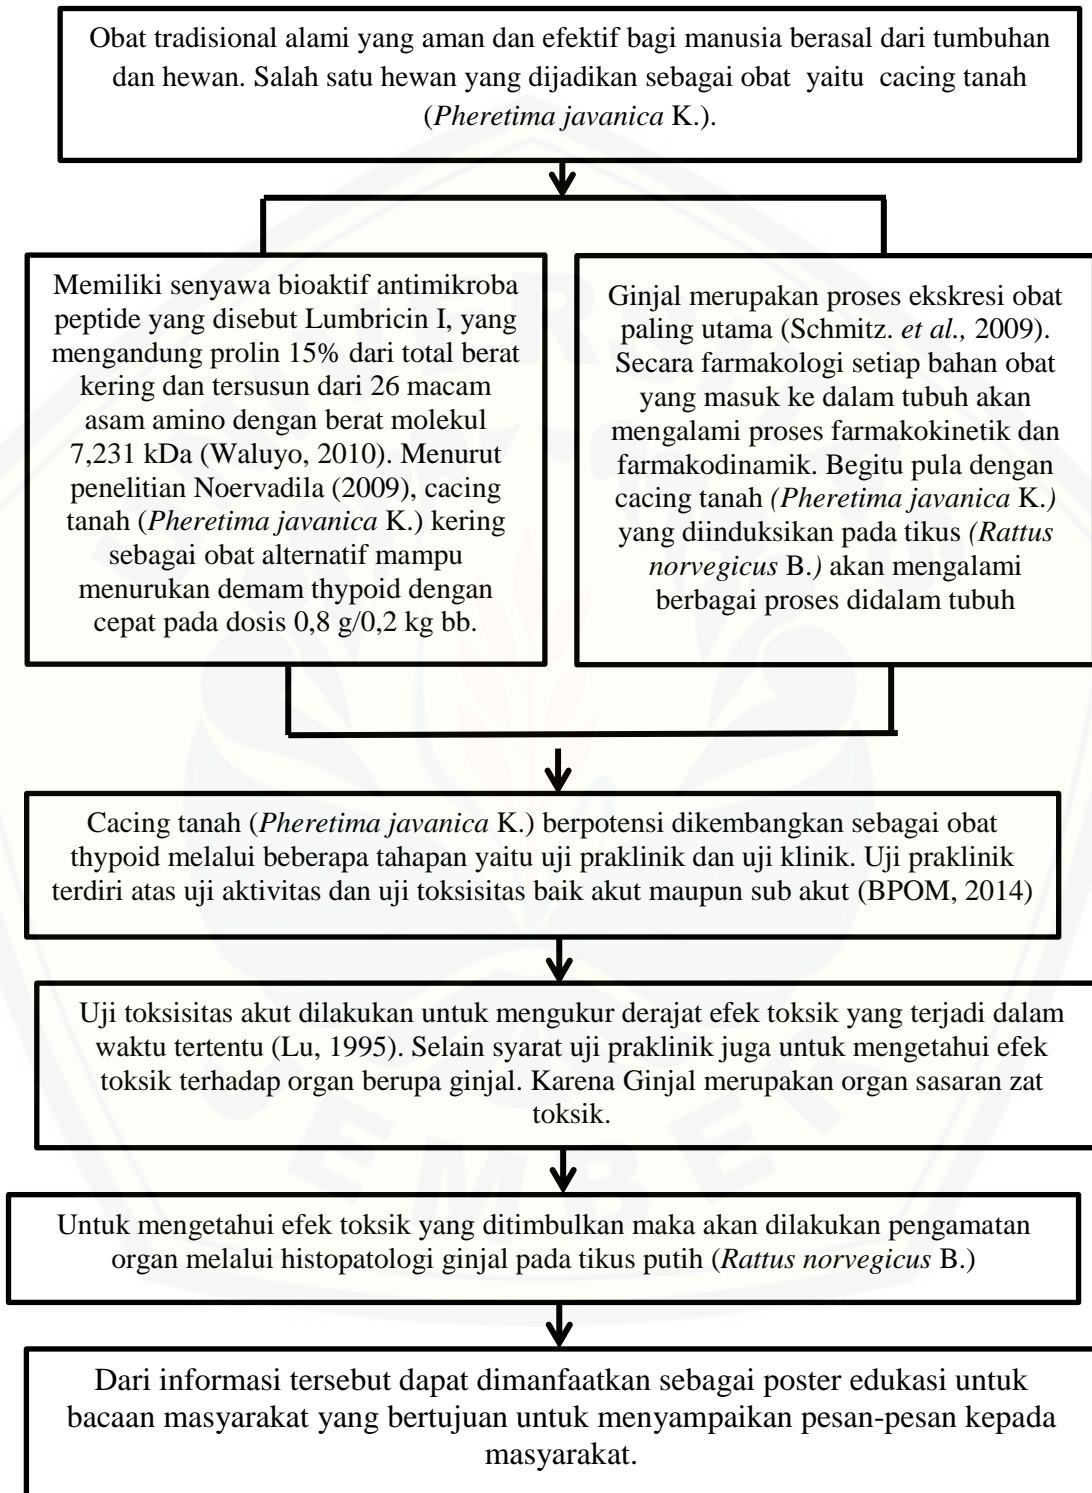 Obat tradisional alami yang aman dan efektif bagi manusia berasal dari tumbuhan
dan hewan. Salah satu hewan yang dijadikan sebagai obat yaitu cacing tanah
(Pheretima javanica K.).
Memiliki senyawa bioaktif antimikroba
peptide yang disebut Lumbricin I, yang
mengandung prolin 15% dari total berat
kering dan tersusun dari 26 macam
asam amino dengan berat molekul
7,231 kDa (Waluyo, 2010). Menurut
penelitian Noervadila (2009), cacing
tanah (Pheretima javanica K.) kering
sebagai obat alternatif mampu
menurukan demam thypoid dengan
cepat pada dosis 0,8 g/0,2 kg bb.
Ginjal merupakan proses ekskresi obat
paling utama (Schmitz. et al., 2009).
Secara farmakologi setiap bahan obat
yang masuk ke dalam tubuh akan
mengalami proses farmakokinetik dan
farmakodinamik. Begitu pula dengan
cacing tanah (Pheretima javanica K.)
yang diinduksikan pada tikus (Rattus
norvegicus B.) akan mengalami
berbagai proses didalam tubuh
Cacing tanah (Pheretima javanica K.) berpotensi dikembangkan sebagai obat
thypoid melalui beberapa tahapan yaitu uji praklinik dan uji klinik. Uji praklinik
terdiri atas uji aktivitas dan uji toksisitas baik akut maupun sub akut (BPOM, 2014)
Uji toksisitas akut dilakukan untuk mengukur derajat efek toksik yang terjadi dalam
waktu tertentu (Lu, 1995). Selain syarat uji praklinik juga untuk mengetahui efek
toksik terhadap organ berupa ginjal. Karena Ginjal merupakan organ sasaran zat
toksik.
Untuk mengetahui efek toksik yang ditimbulkan maka akan dilakukan pengamatan
organ melalui histopatologi ginjal pada tikus putih (Rattus norvegicus B.)
Dari informasi tersebut dapat dimanfaatkan sebagai poster edukasi untuk
bacaan masyarakat yang bertujuan untuk menyampaikan pesan-pesan kepada
masyarakat.